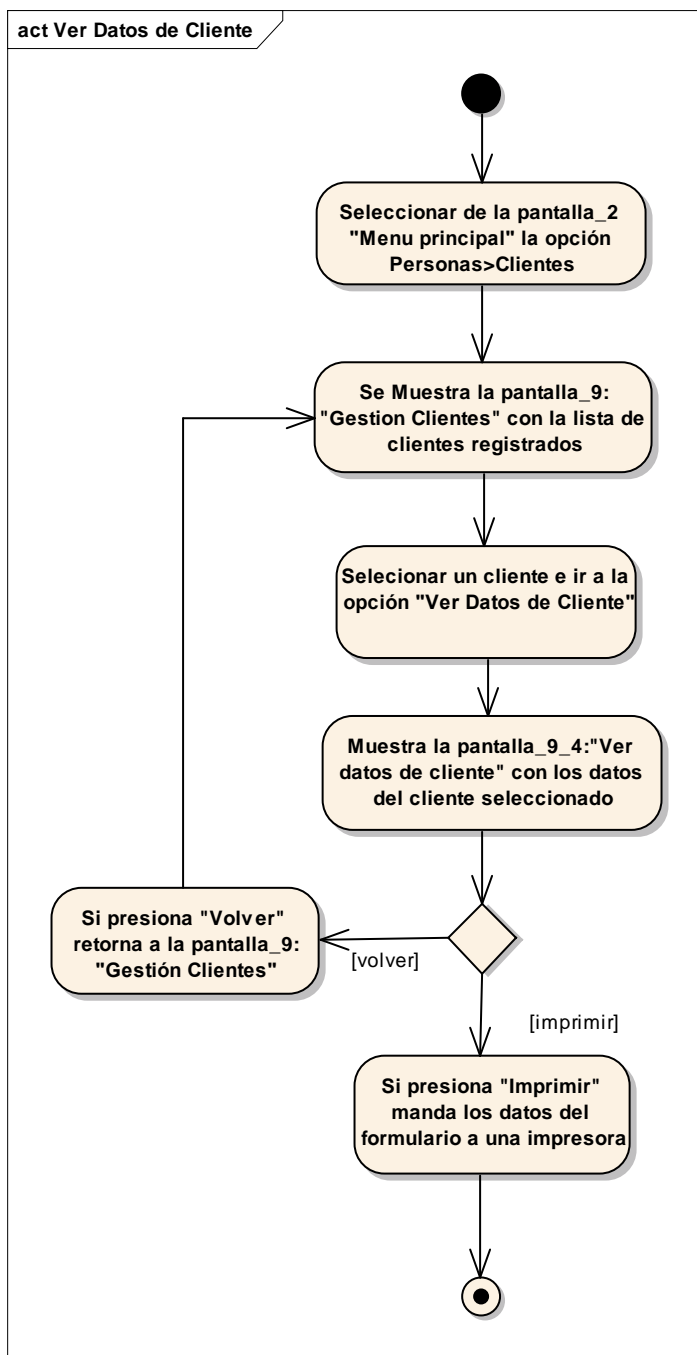 act Ver Datos de Cliente
Seleccionar de la pantalla_2
"Menu principal" la opción
Personas>Clientes
Se Muestra la pantalla_9:
"Gestion Clientes" con la lista de
clientes registrados
Selecionar un cliente e ir a la
opción "Ver Datos de Cliente"
Muestra la pantalla_9_4:"Ver
datos de cliente" con los datos
del cliente seleccionado
Si presiona "Volver"
retorna a la pantalla_9:
"Gestión Clientes"
[volver]
[imprimir]
Si presiona "Imprimir"
manda los datos del
formulario a una impresora